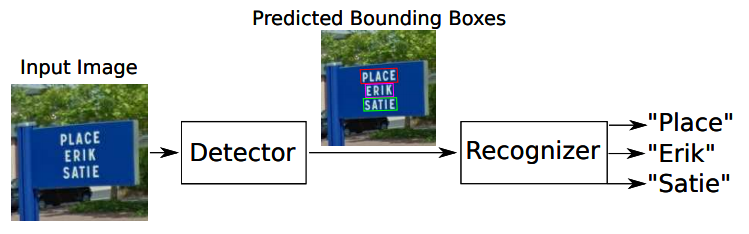 Predicted Bounding Boxes
Input Image
PLACE
ERIK
SATIE
Detector
PLACE
ERIK
SATIE
Recognizer
"Place"
"Erik"
"Satie"